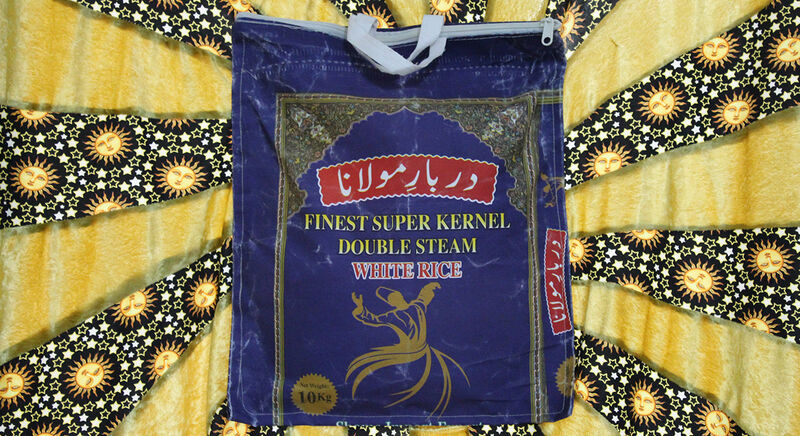 دربارِ مولانا
FINEST SUPER KERNEL
DOUBLE STEAM
WHITE RICE
Net Weight:
10Kg